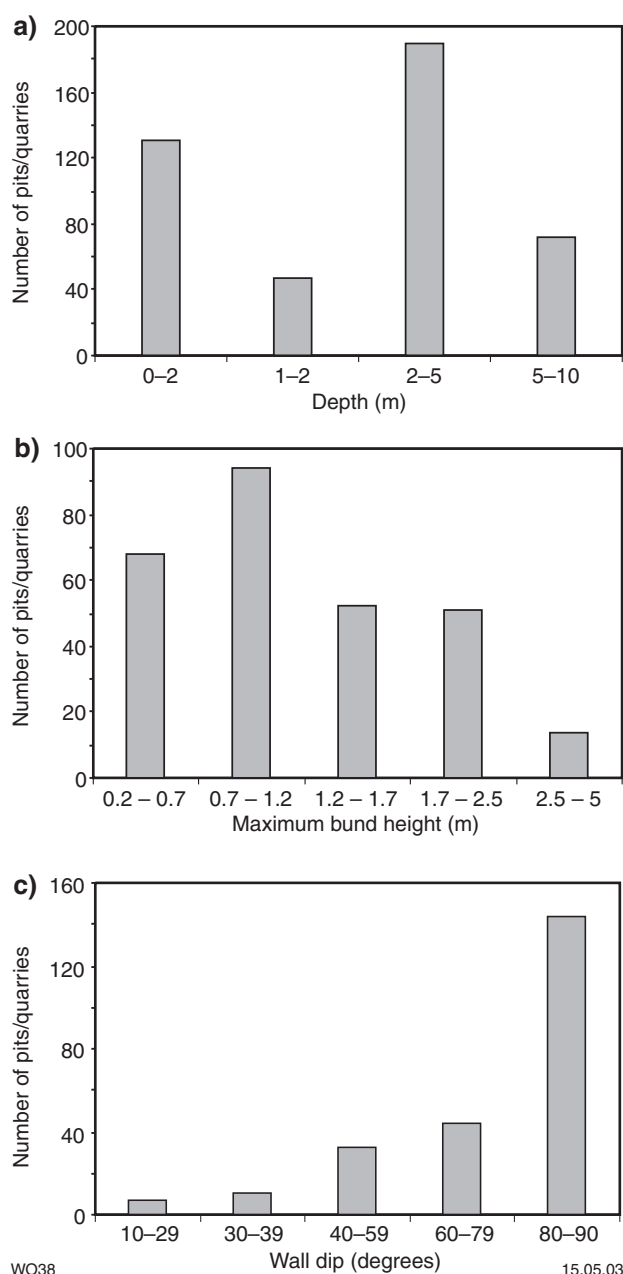 a)
Number of pits/quarries
200
160
120
80
40
0
0–2 1–2 2–5 5–10
Depth (m)
b)
Number of pits/quarries
100
80
60
40
20
0
0.2 – 0.7 0.7 – 1.2 1.2 – 1.7 1.7 – 2.5 2.5 – 5
Maximum bund height (m)
c)
Number of pits/quarries
160
120
80
40
0
10–29 30–39 40–59 60–79 80–90
Wall dip (degrees)
WO38 15.05.03